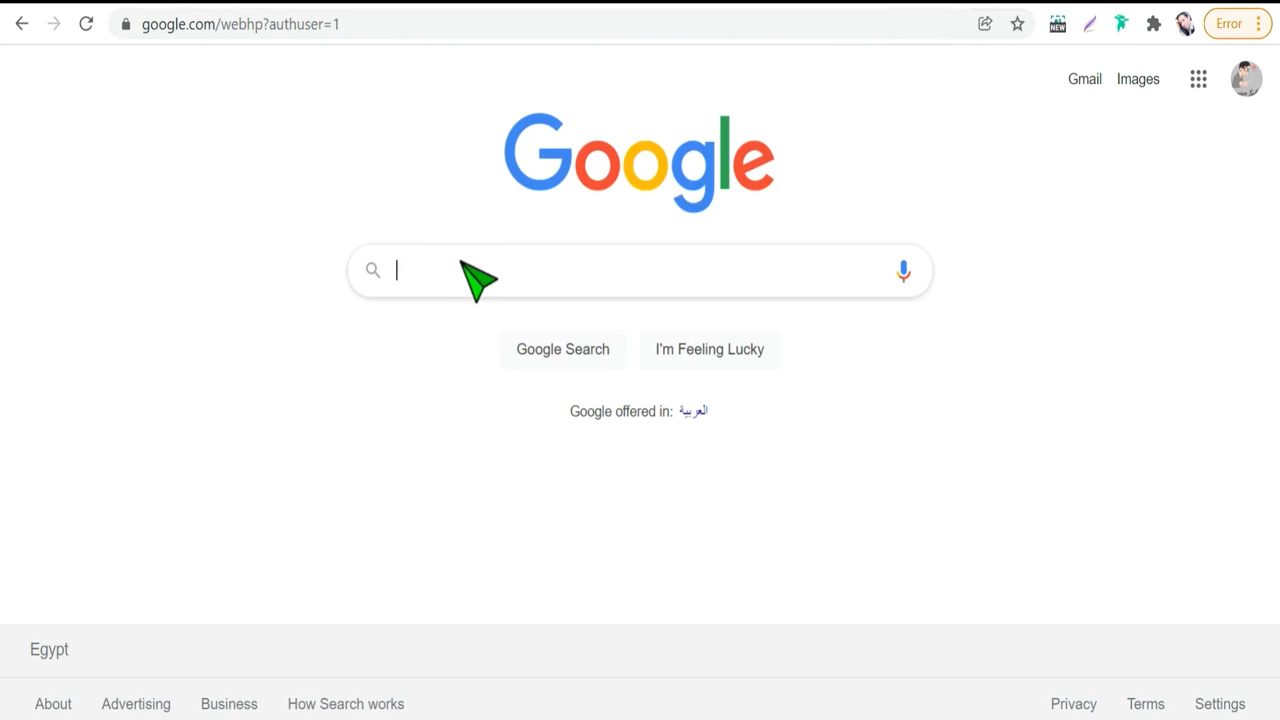 google.com/webhp?authuser=1
NEW
Error
Gmail Images
Google
Google Search I'm Feeling Lucky
Google offered in: العربية
Egypt
About Advertising Business How Search works Privacy Terms Settings